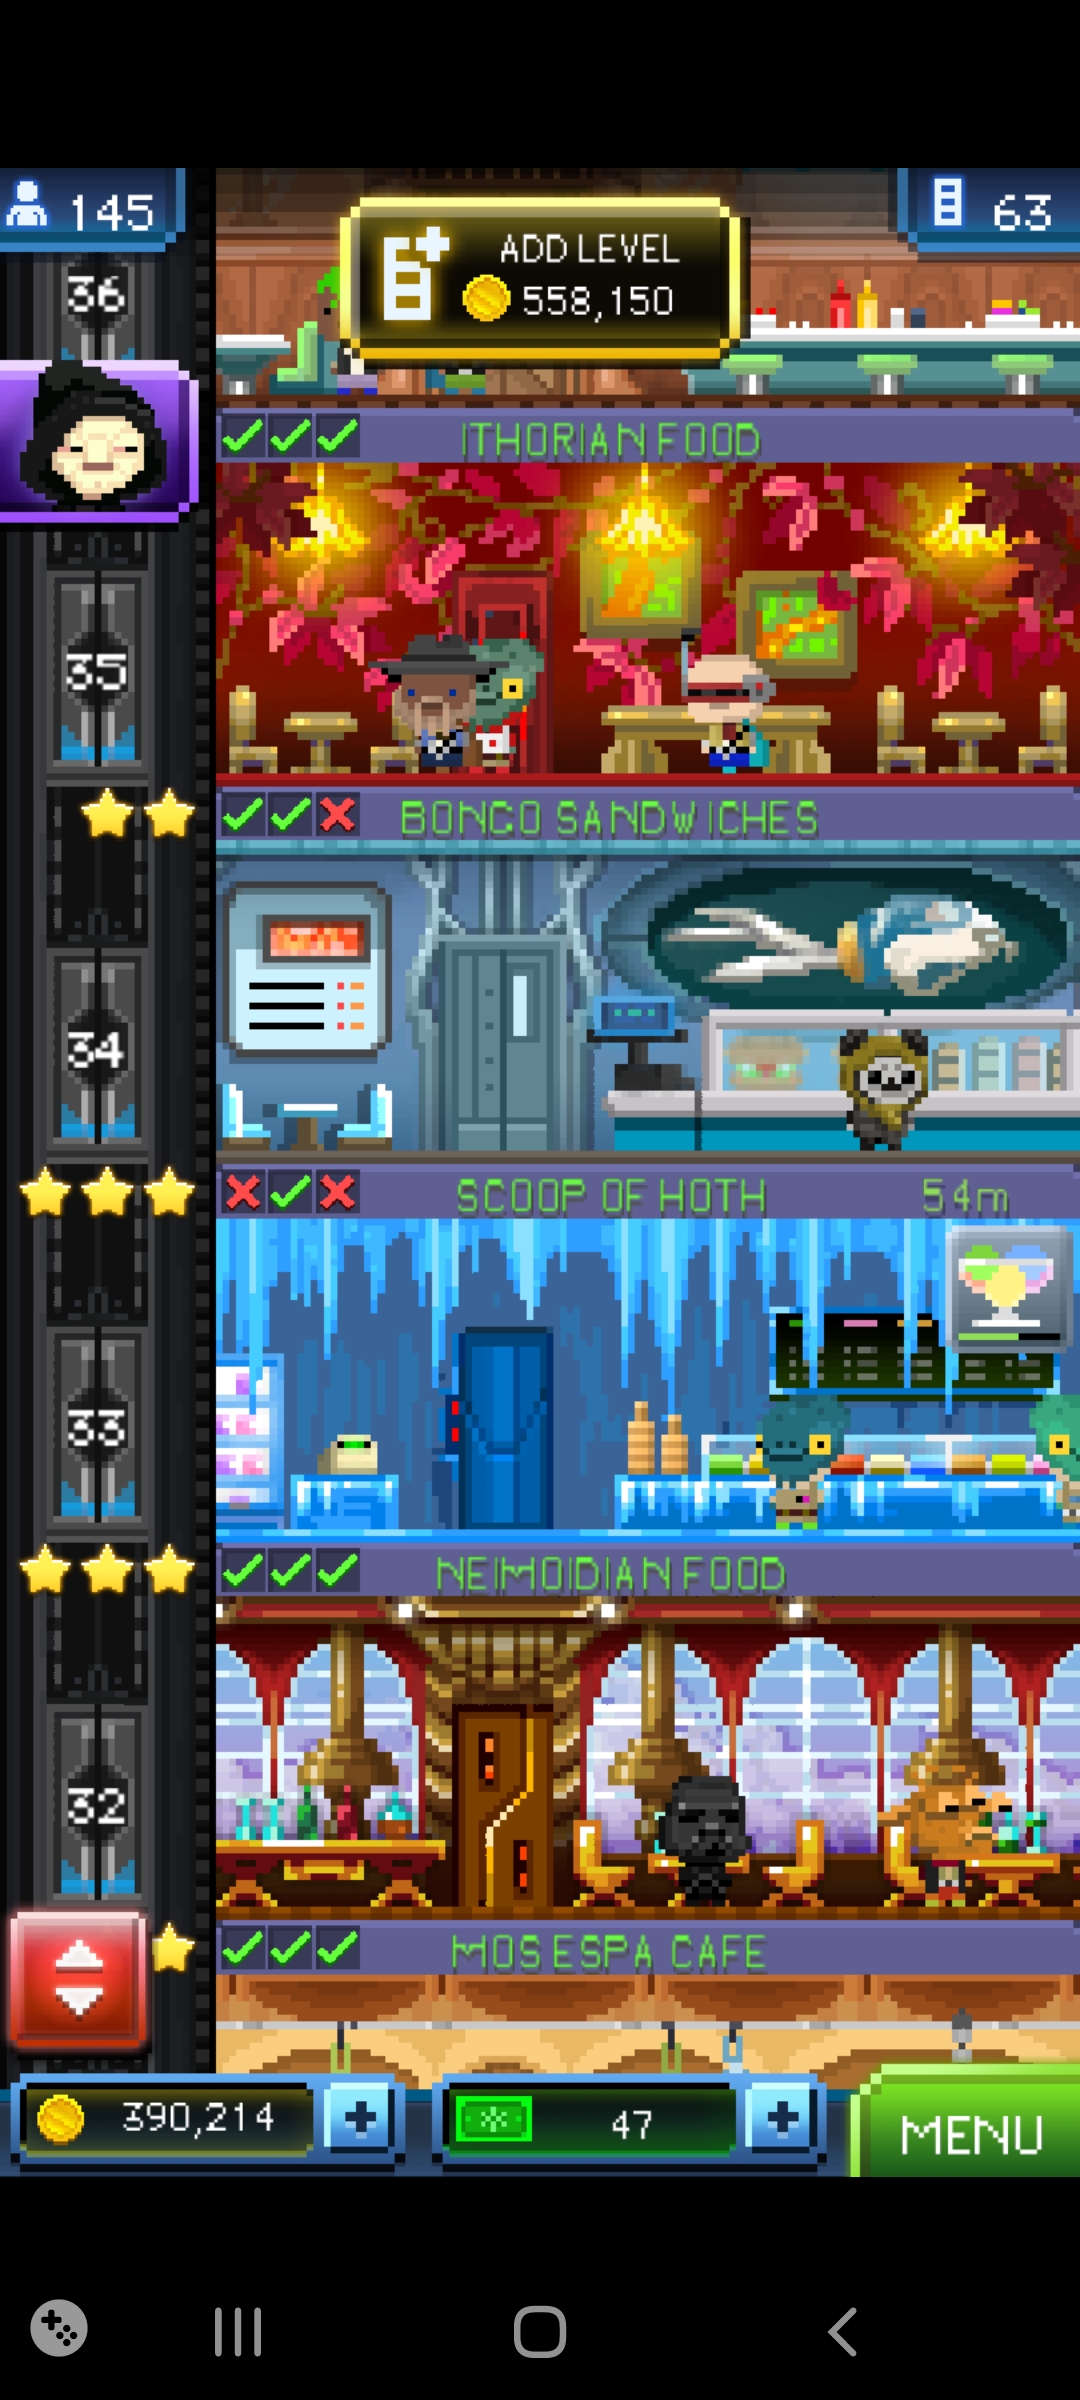 145
63
ADD LEVEL
558,150
36
ITHORIAN FOOD
35
BONGO SANDWICHES
34
SCOOP OF HOTH 54m
33
NEIMOIDIAN FOOD
32
MOS ESPA CAFE
390,214
47
MENU